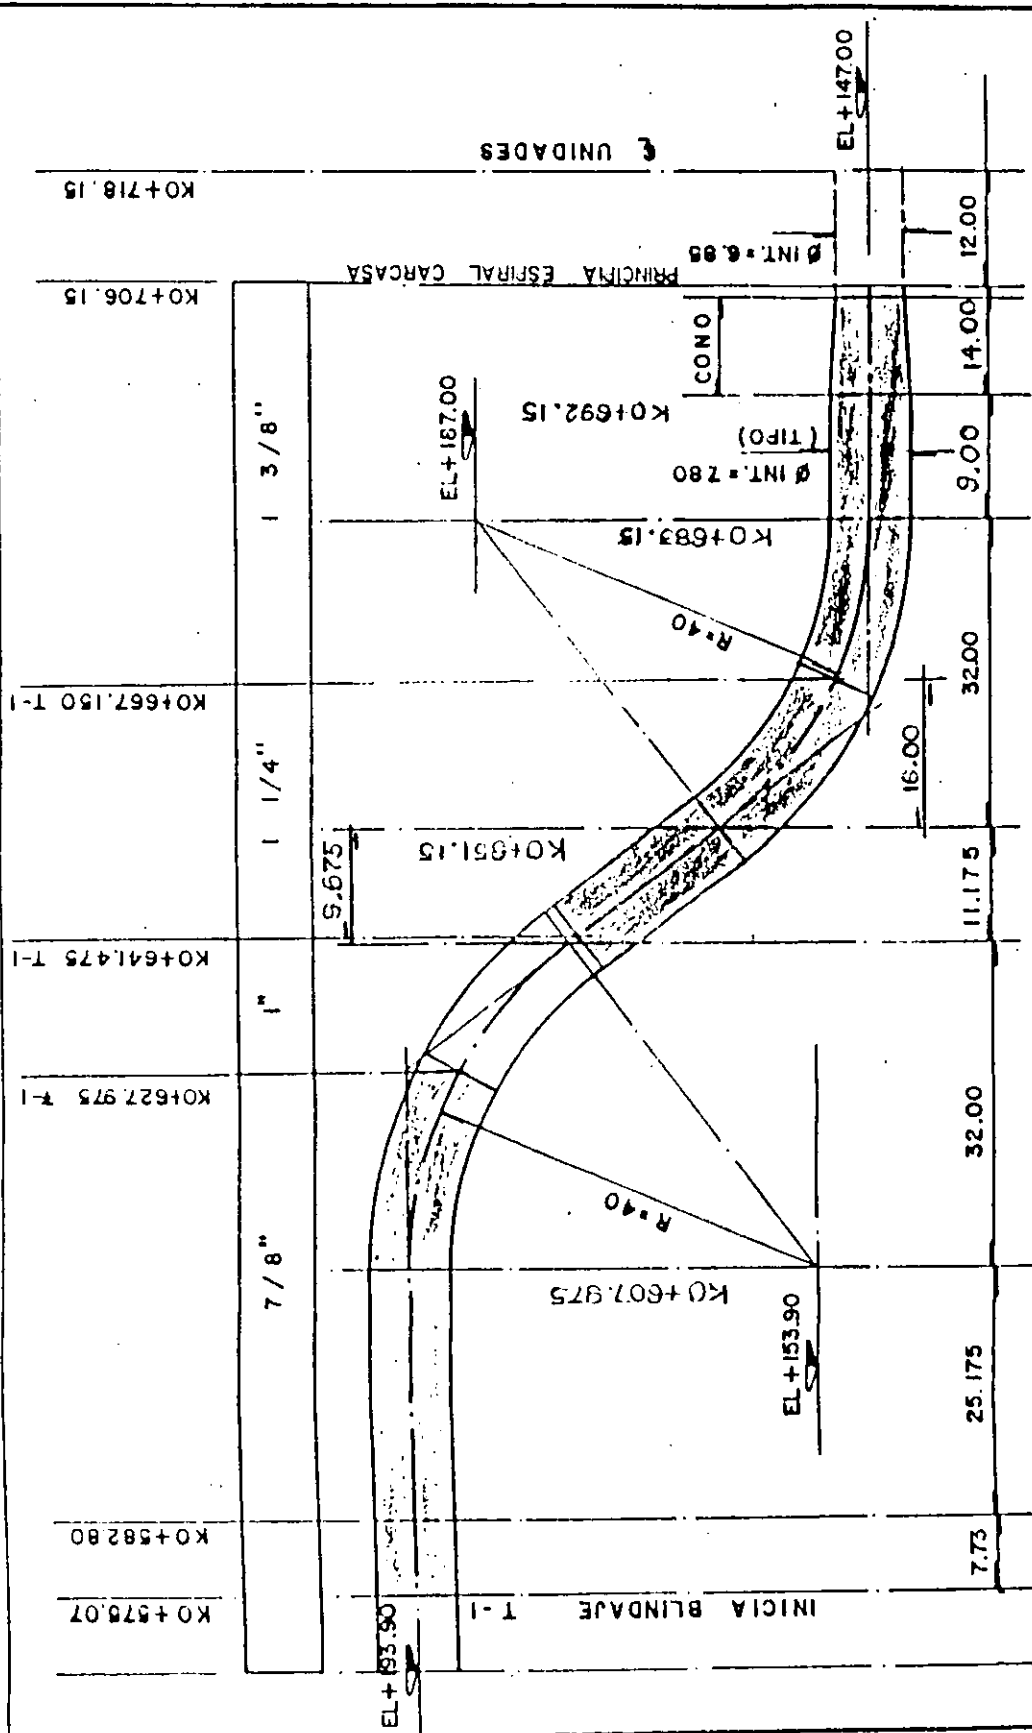 K0+575.07
K0+582.80
K0+627.975 T-1
K0+641.475 T-1
K0+667.150 T-1
K0+706.15
K0+718.15
7/8"
1"
1 1/4"
1 3/8"
INICIA BLINDAJE T-1
PRINCIPIA ESPIRAL CARCASA
℄ UNIDADES
EL+193.90
K0+607.975
R=40
EL+153.90
9.675
K0+651.15
EL+187.00
R=40
K0+683.15
K0+692.15
16.00
Ø INT.=7.80
(TIPO)
CONO
Ø INT.=6.85
EL+147.00
7.73
25.175
32.00
11.175
32.00
9.00
14.00
12.00